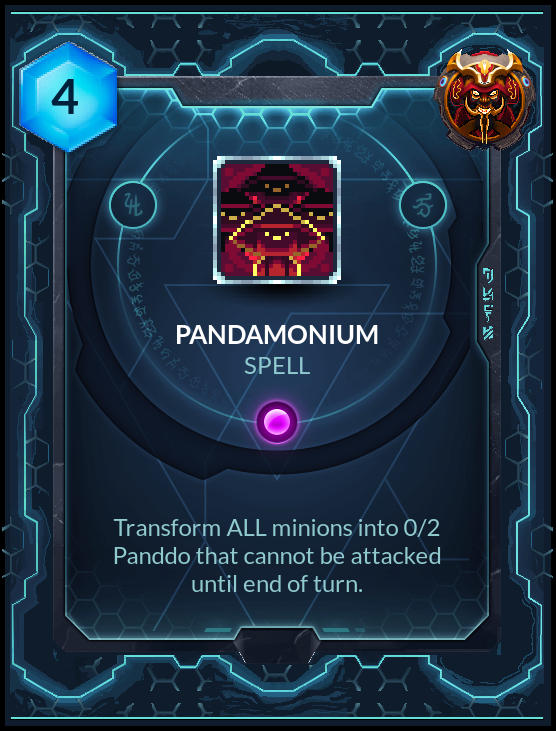 4
PANDAMONIUM
SPELL
Transform ALL minions into 0/2
Panddo that cannot be attacked
until end of turn.